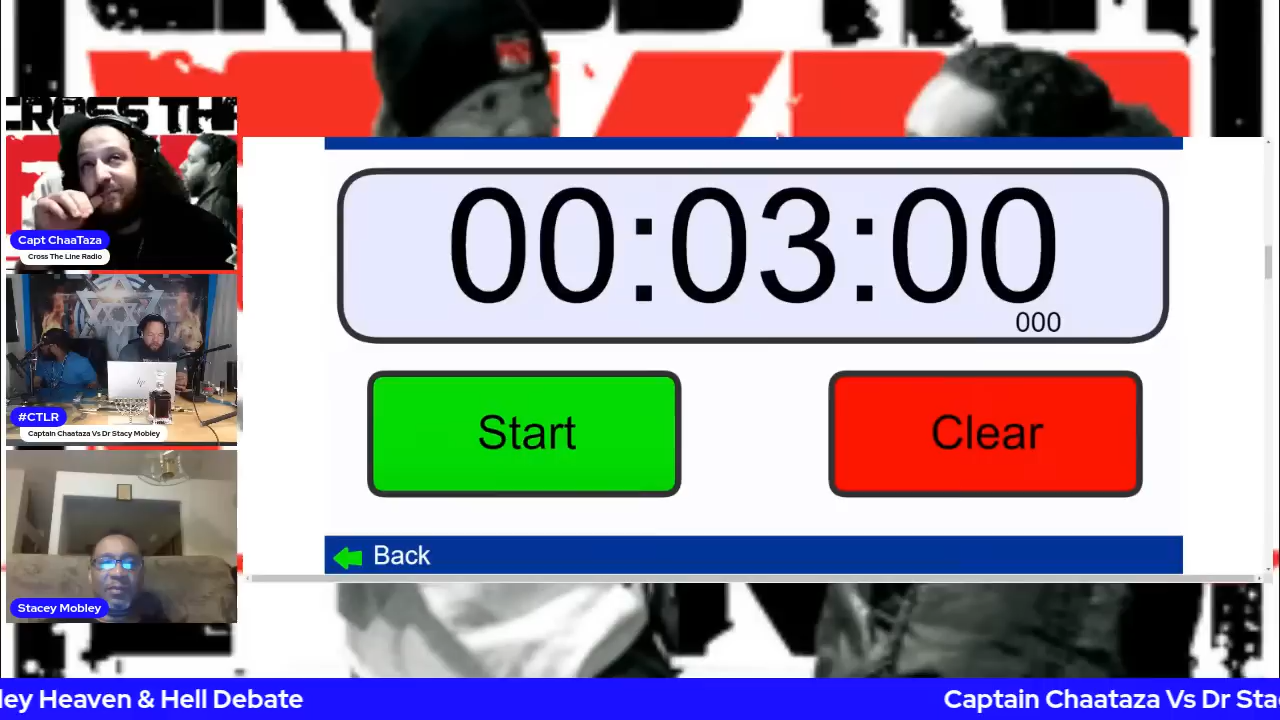 CROSS THE
Capt ChaaTaza
Cross The Line Radio
#CTLR
Captain Chaataza Vs Dr Stacy Mobley
Stacey Mobley
00:03:00
000
Start
Clear
Back
ley Heaven & Hell Debate
Captain Chaataza Vs Dr Sta